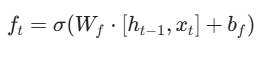 f_t = σ(W_f · [h_{t−1}, x_t] + b_f)